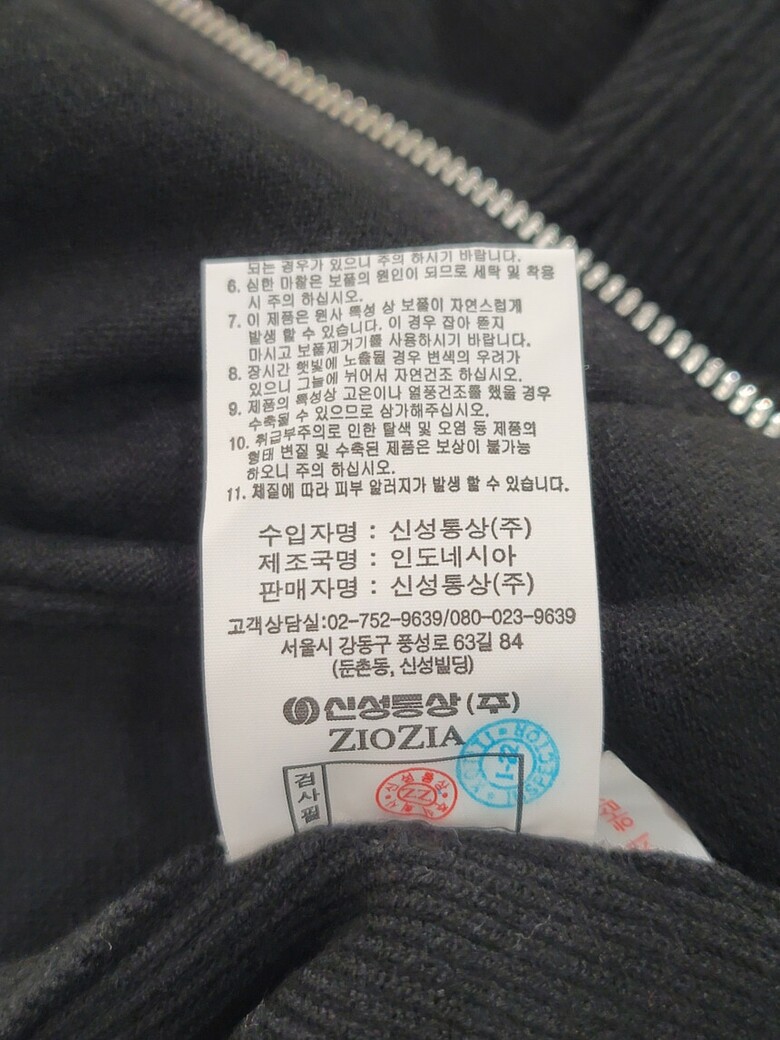 되는 경우가 있으니 주의 하시기 바랍니다.
6. 심한 마찰은 보풀의 원인이 되므로 세탁 및 착용
시 주의 하십시오.
7. 이 제품은 원사 특성 상 보풀이 자연스럽게
발생 할 수 있습니다. 이 경우 잡아 뜯지
마시고 보풀제거기를 사용하시기 바랍니다.
8. 장시간 햇빛에 노출될 경우 변색의 우려가
있으니 그늘에 뉘어서 자연건조 하십시오.
9. 제품의 특성상 고온이나 열풍건조를 했을 경우
수축될 수 있으므로 삼가해주십시오.
10. 취급부주의로 인한 탈색 및 오염 등 제품의
형태 변질 및 수축된 제품은 보상이 불가능
하오니 주의 하십시오.
11. 체질에 따라 피부 알러지가 발생 할 수 있습니다.
수입자명 : 신성통상(주)
제조국명 : 인도네시아
판매자명 : 신성통상(주)
고객상담실:02-752-9639/080-023-9639
서울시 강동구 풍성로 63길 84
(둔촌동, 신성빌딩)
신성통상(주)
ZIOZIA
검사필
ZZ
1-22
INSPECTOR